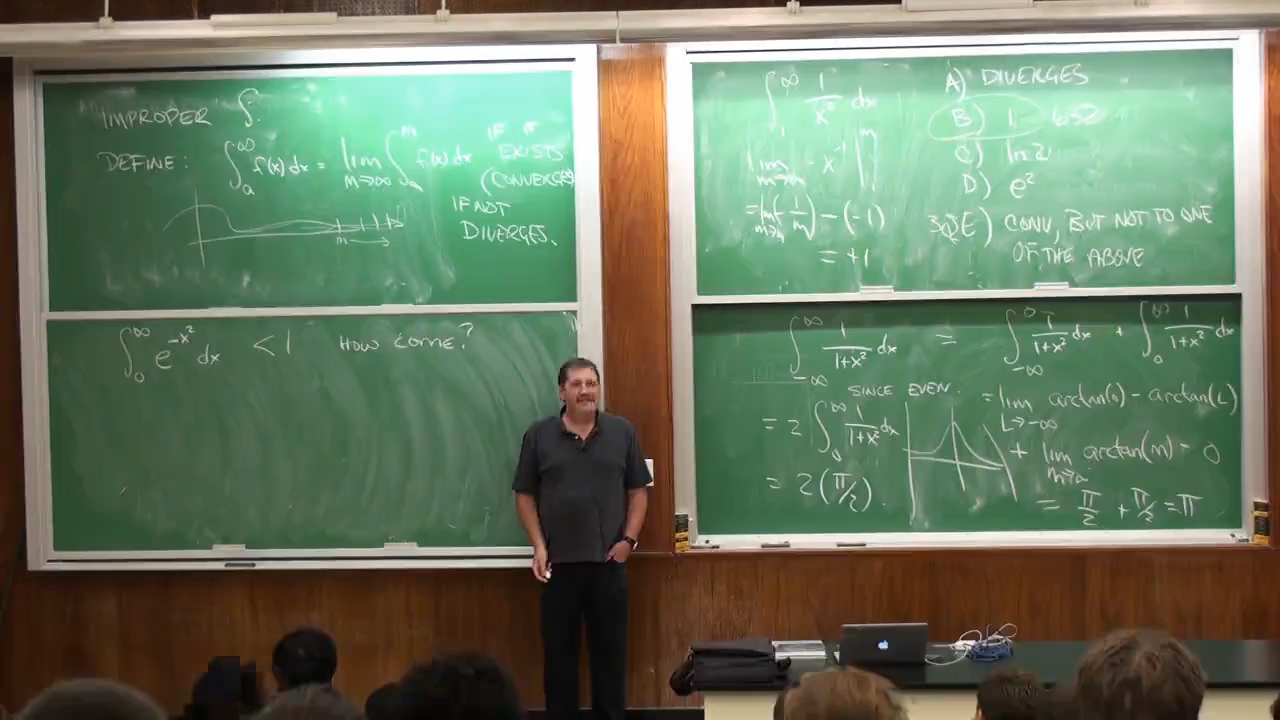 IMPROPER ∫.
DEFINE: ∫_a^∞ f(x) dx = lim_{M→∞} ∫_a^M f(x) dx
IF IT
EXISTS
(CONVERGES)
IF NOT
DIVERGES.
M
∫_0^∞ e^{-x²} dx < 1 HOW COME?
∫_1^∞ 1/x² dx
lim_{M→∞} - x^{-1} |_1^M
= lim_{M→∞} (-1/M) - (-1)
= +1
A) DIVERGES
B) 1
C) ln 2
D) e²
E) CONV, BUT NOT TO ONE
OF THE ABOVE
∫_{-∞}^∞ 1/(1+x²) dx = ∫_{-∞}^0 1/(1+x²) dx + ∫_0^∞ 1/(1+x²) dx
SINCE EVEN.
= 2 ∫_0^∞ 1/(1+x²) dx
= 2(π/2).
= lim_{L→-∞} arctan(0) - arctan(L)
+ lim arctan(M) - 0
= π/2 + π/2 = π